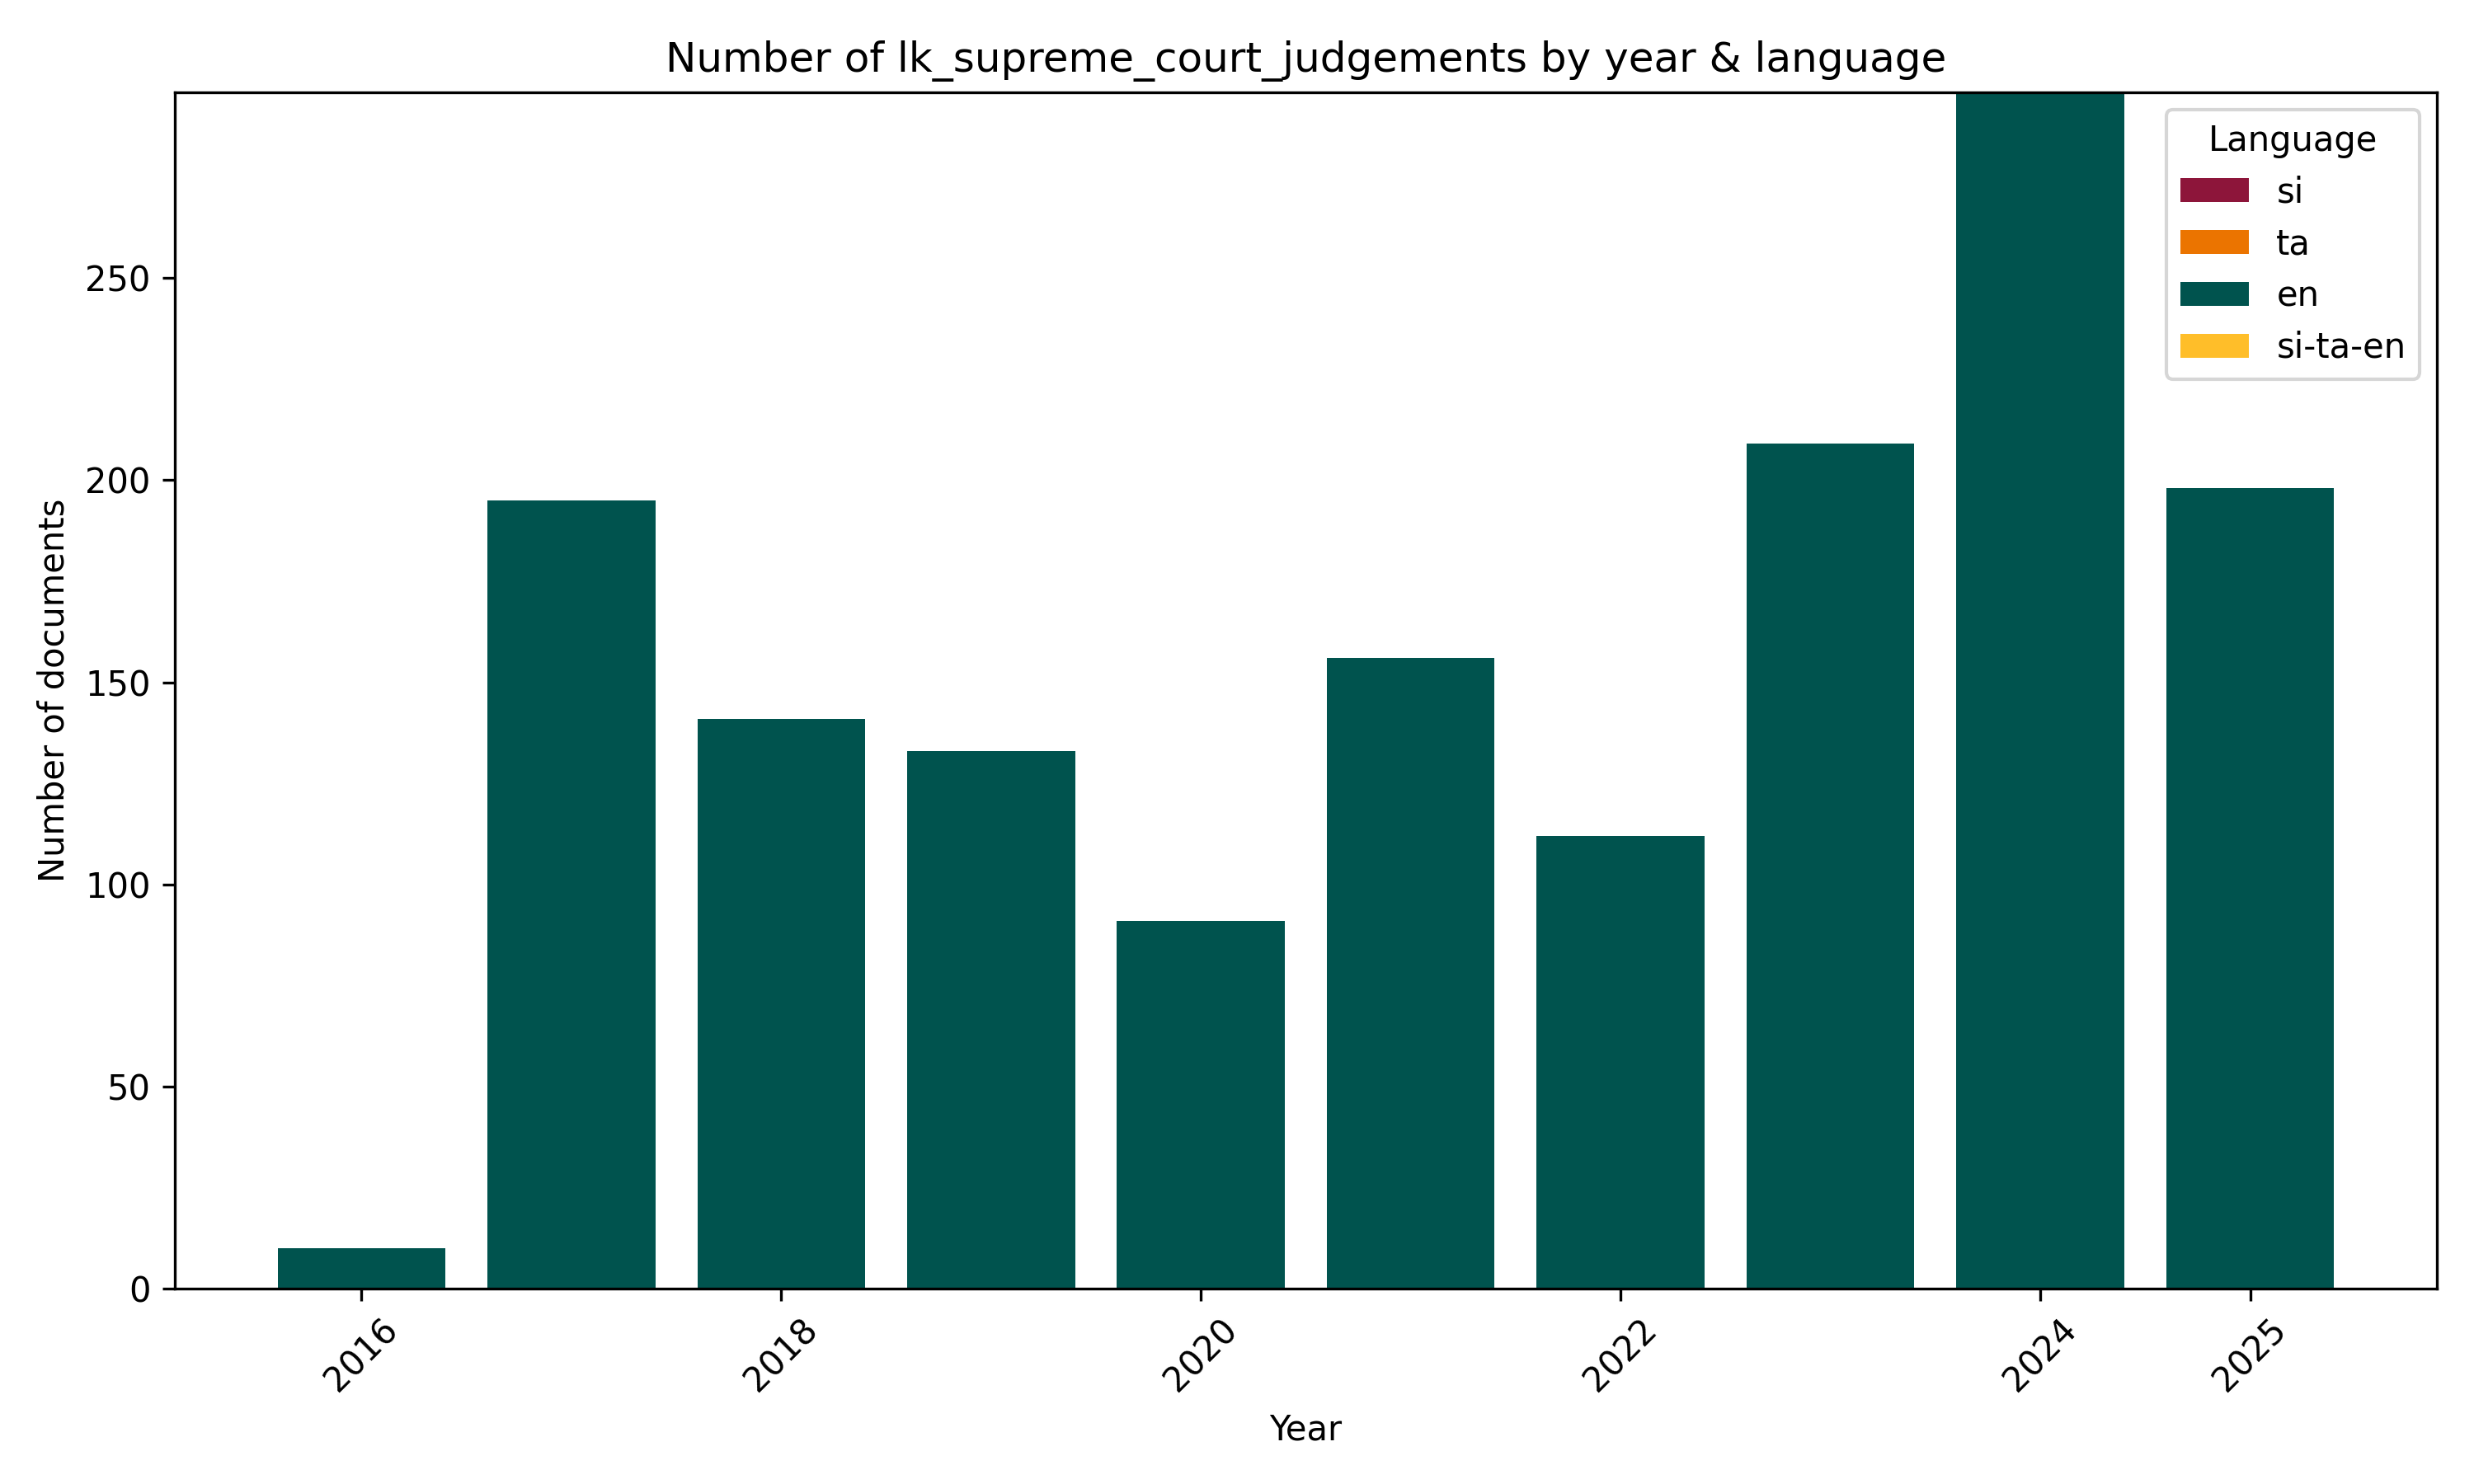 Number of lk_supreme_court_judgements by year & language
Language
si
ta
en
si-ta-en
Number of documents
250
200
150
100
50
0
2016
2018
2020
2022
2024
2025
Year